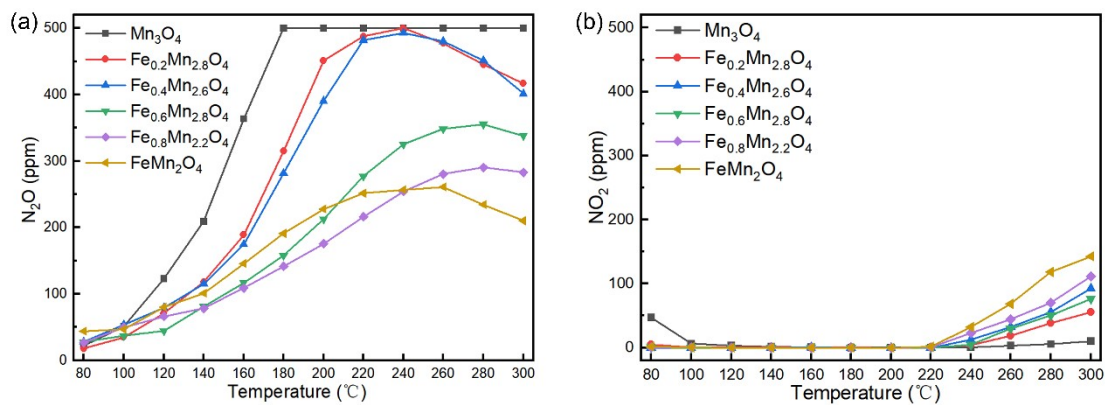 (a)
500
400
300
200
100
0
N₂O (ppm)
Mn₃O₄
Fe₀.₂Mn₂.₈O₄
Fe₀.₄Mn₂.₆O₄
Fe₀.₆Mn₂.₈O₄
Fe₀.₈Mn₂.₂O₄
FeMn₂O₄
80 100 120 140 160 180 200 220 240 260 280 300
Temperature (℃)
(b)
500
400
300
200
100
0
NO₂ (ppm)
Mn₃O₄
Fe₀.₂Mn₂.₈O₄
Fe₀.₄Mn₂.₆O₄
Fe₀.₆Mn₂.₈O₄
Fe₀.₈Mn₂.₂O₄
FeMn₂O₄
80 100 120 140 160 180 200 220 240 260 280 300
Temperature (℃)